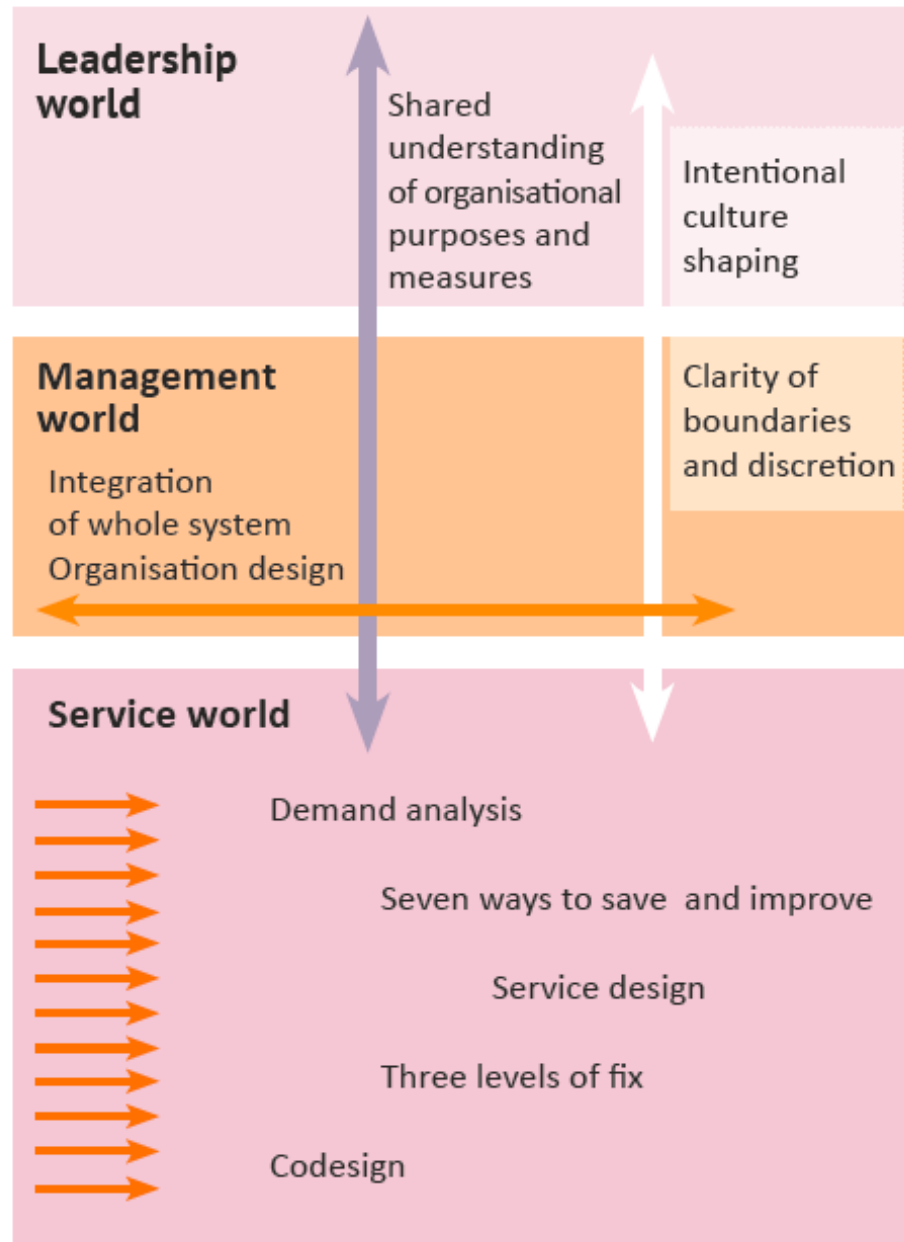 Leadership
world
Shared
understanding
of organisational
purposes and
measures
Intentional
culture
shaping
Management
world
Integration
of whole system
Organisation design
Clarity of
boundaries
and discretion
Service world
Demand analysis
Seven ways to save and improve
Service design
Three levels of fix
Codesign